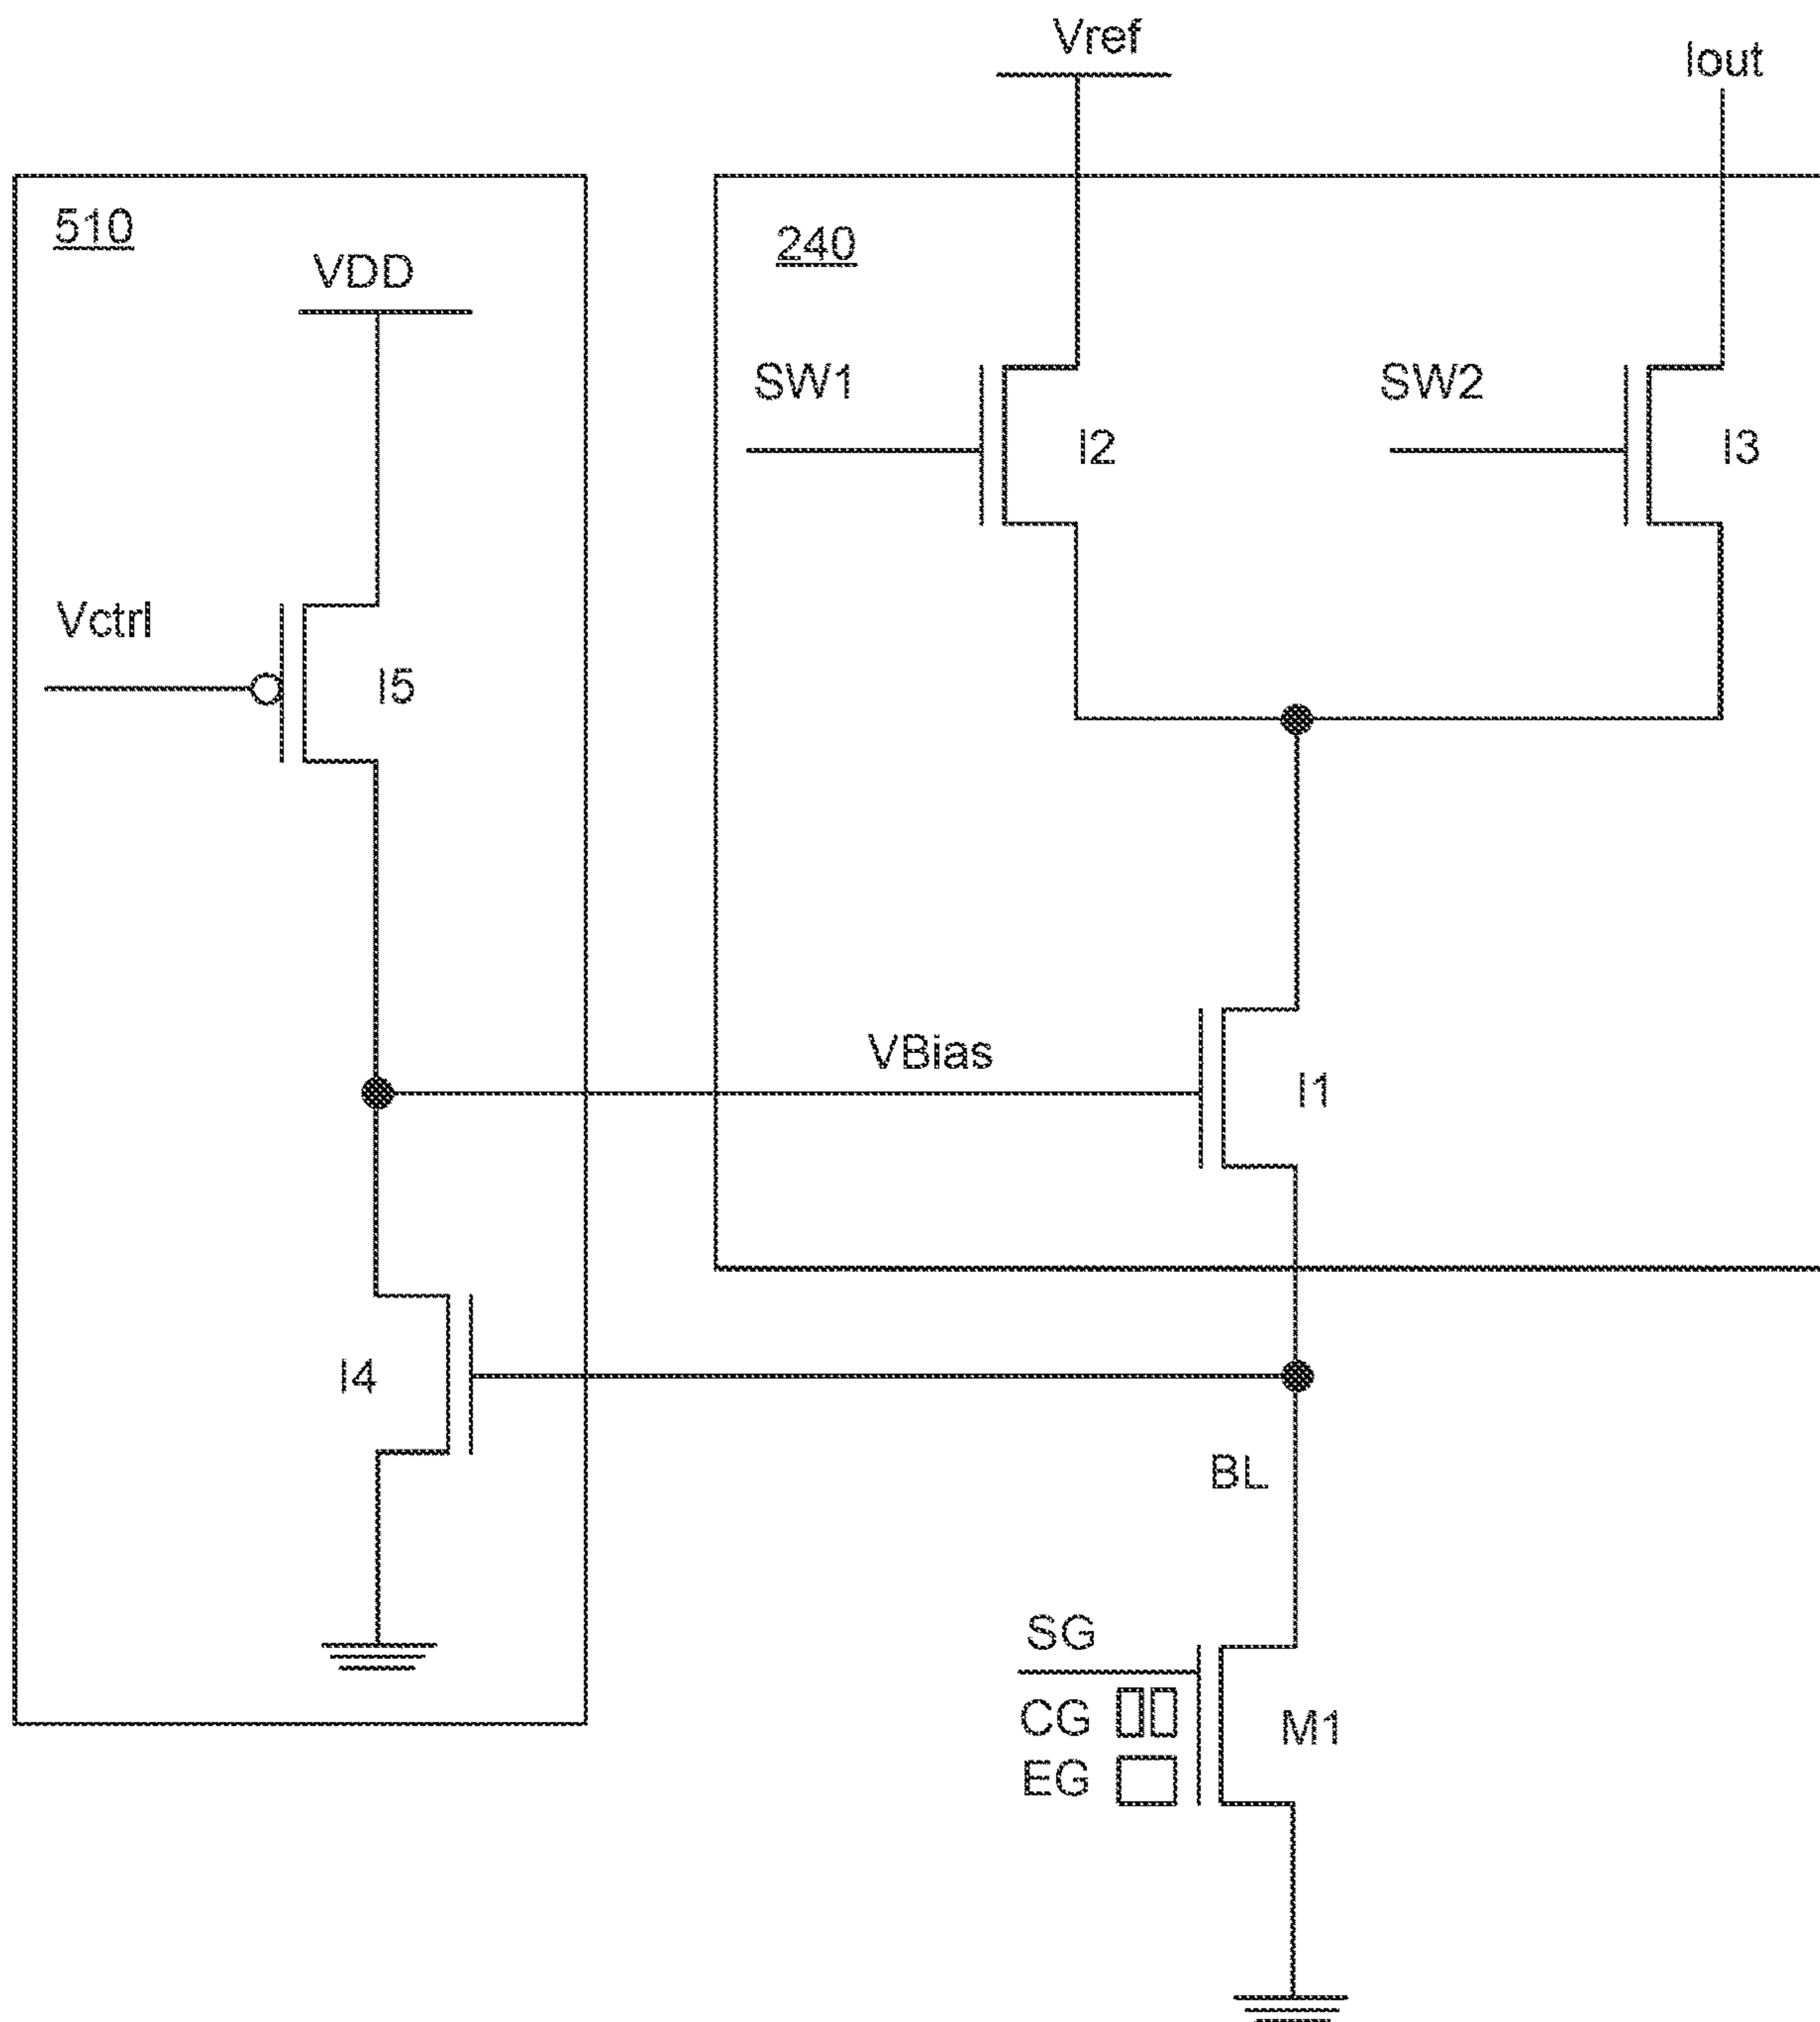 Vref
Iout
510
VDD
240
SW1
SW2
I2
I3
Vctrl
I5
VBias
I1
I4
BL
SG
CG
EG
M1